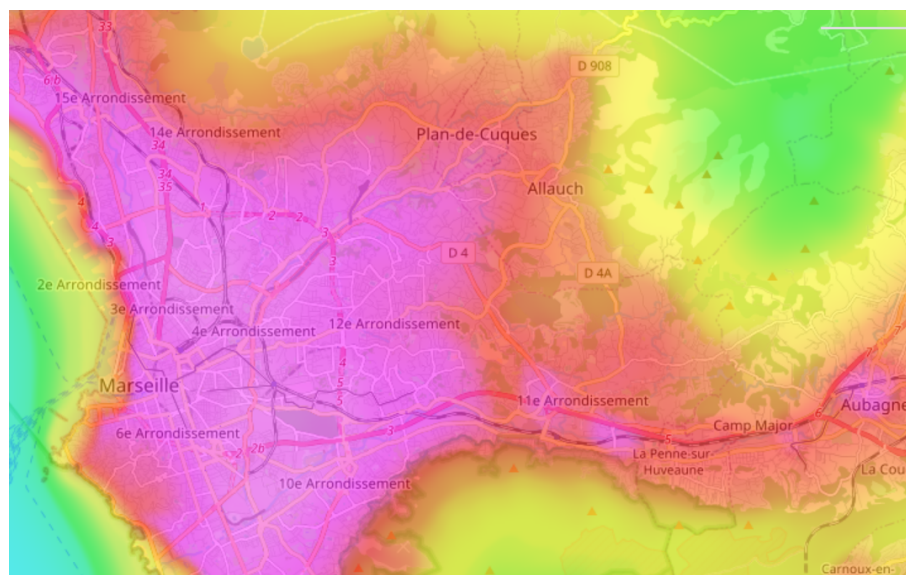 33
6 b
15e Arrondissement
D 908
14e Arrondissement
Plan-de-Cuques
34
34
35
Allauch
4
1
2
2
4
3
3
D 4
3
D 4A
2e Arrondissement
3e Arrondissement
4e Arrondissement
12e Arrondissement
4
Marseille
5
5
11e Arrondissement
Aubagne
6
Camp Major
6e Arrondissement
3
5
2
2b
La Penne-sur-
Huveaune
La Cou
10e Arrondissement
Carnoux-en-